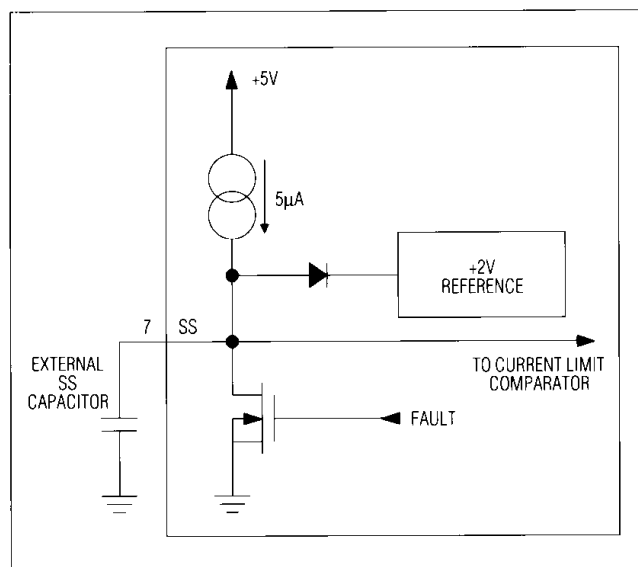 +5V
5µA
+2V
REFERENCE
7 SS
EXTERNAL
SS
CAPACITOR
TO CURRENT LIMIT
COMPARATOR
FAULT